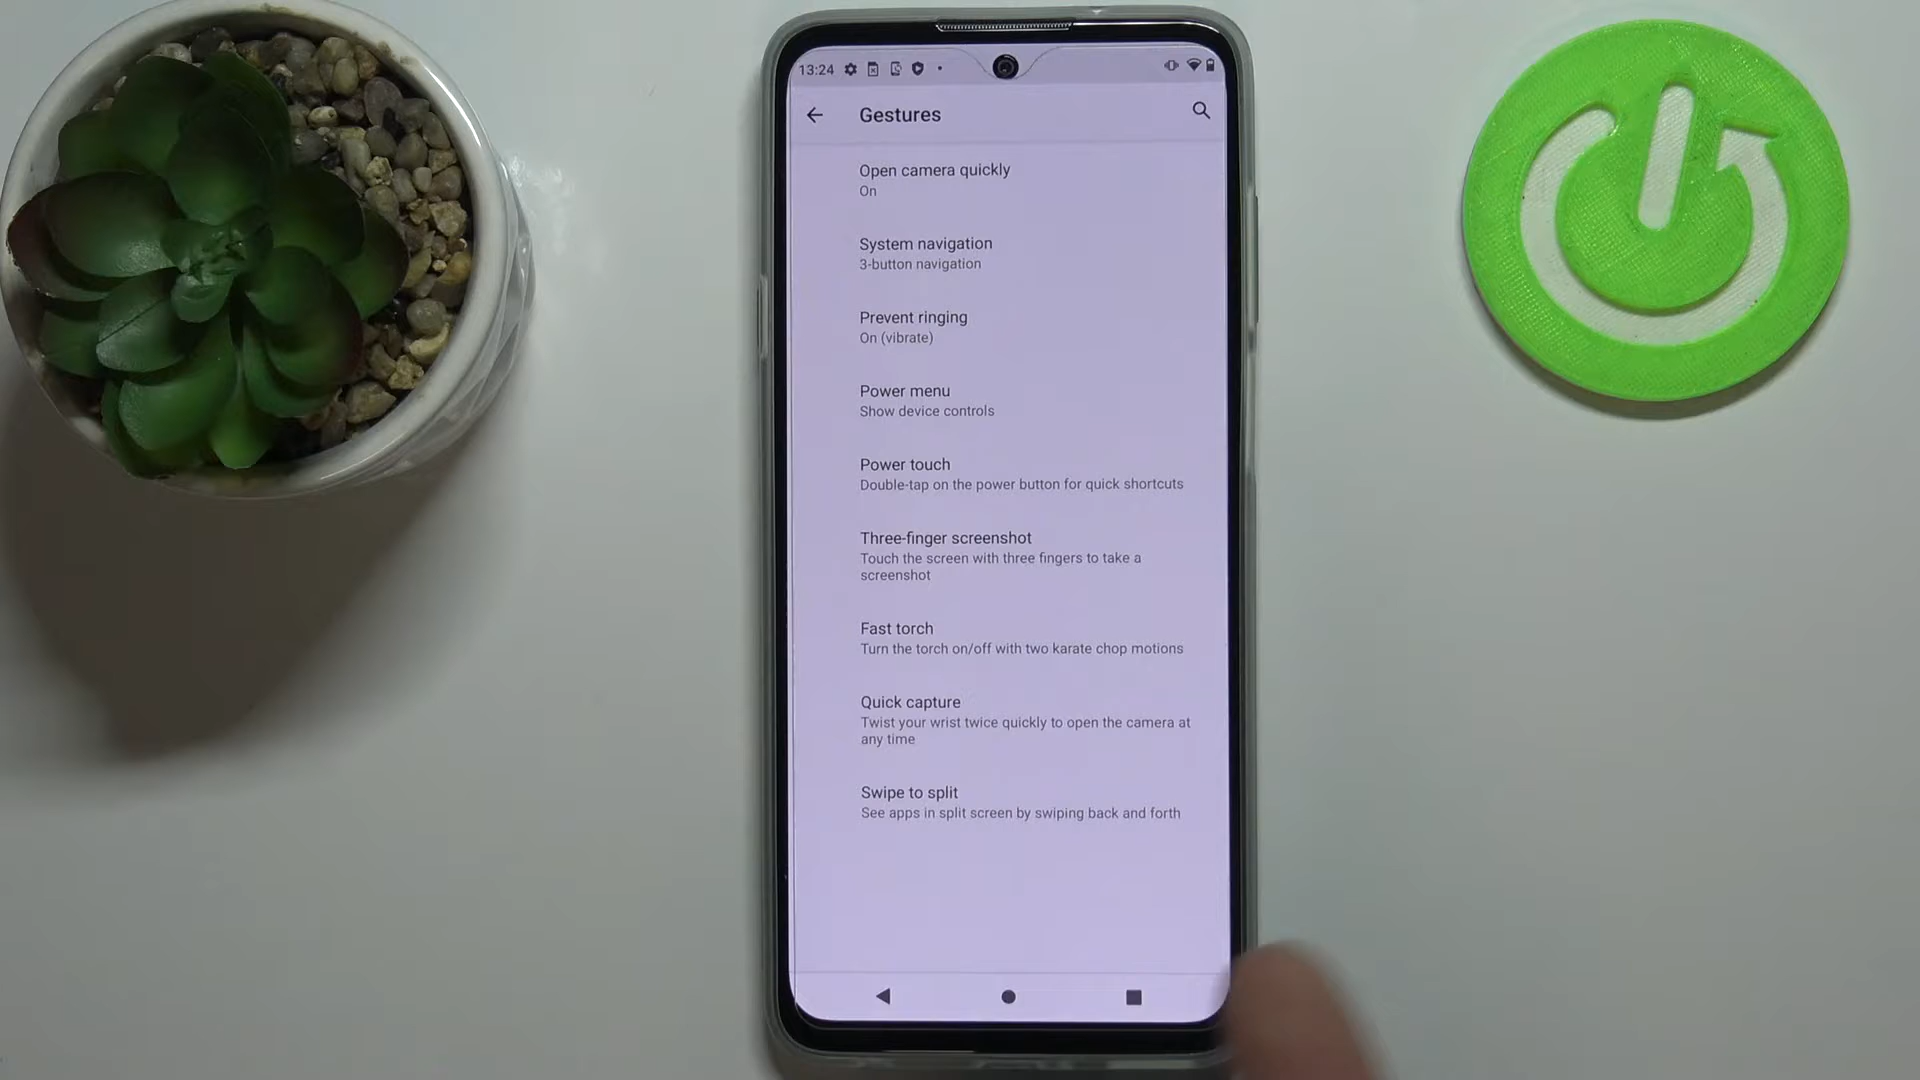 13:24
Gestures
Open camera quickly
On
System navigation
3-button navigation
Prevent ringing
On (vibrate)
Power menu
Show device controls
Power touch
Double-tap on the power button for quick shortcuts
Three-finger screenshot
Touch the screen with three fingers to take a
screenshot
Fast torch
Turn the torch on/off with two karate chop motions
Quick capture
Twist your wrist twice quickly to open the camera at
any time
Swipe to split
See apps in split screen by swiping back and forth